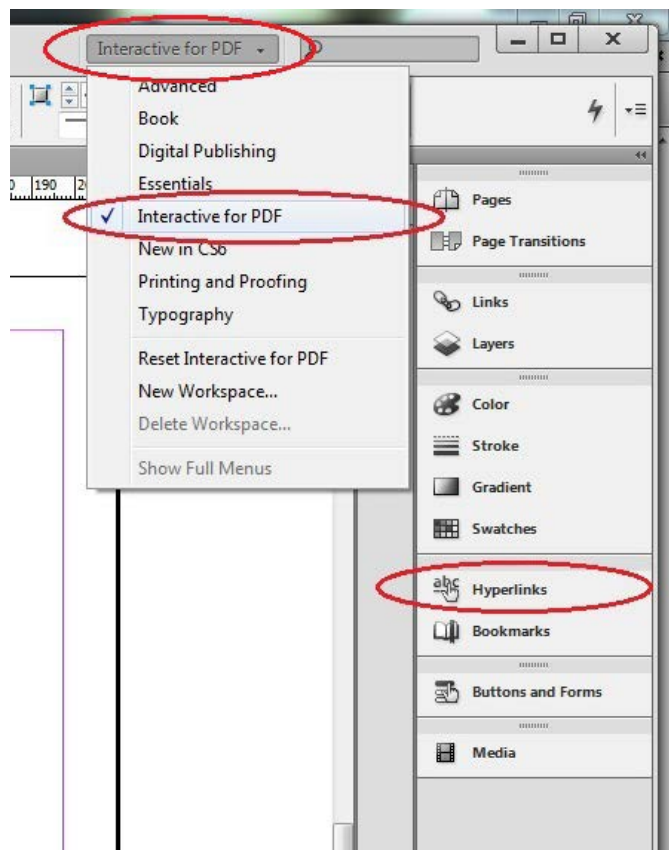 Interactive for PDF
Advanced
Book
Digital Publishing
Essentials
Interactive for PDF
New in CS6
Printing and Proofing
Typography
Reset Interactive for PDF
New Workspace...
Delete Workspace...
Show Full Menus
190
Pages
Page Transitions
Links
Layers
Color
Stroke
Gradient
Swatches
Hyperlinks
Bookmarks
Buttons and Forms
Media